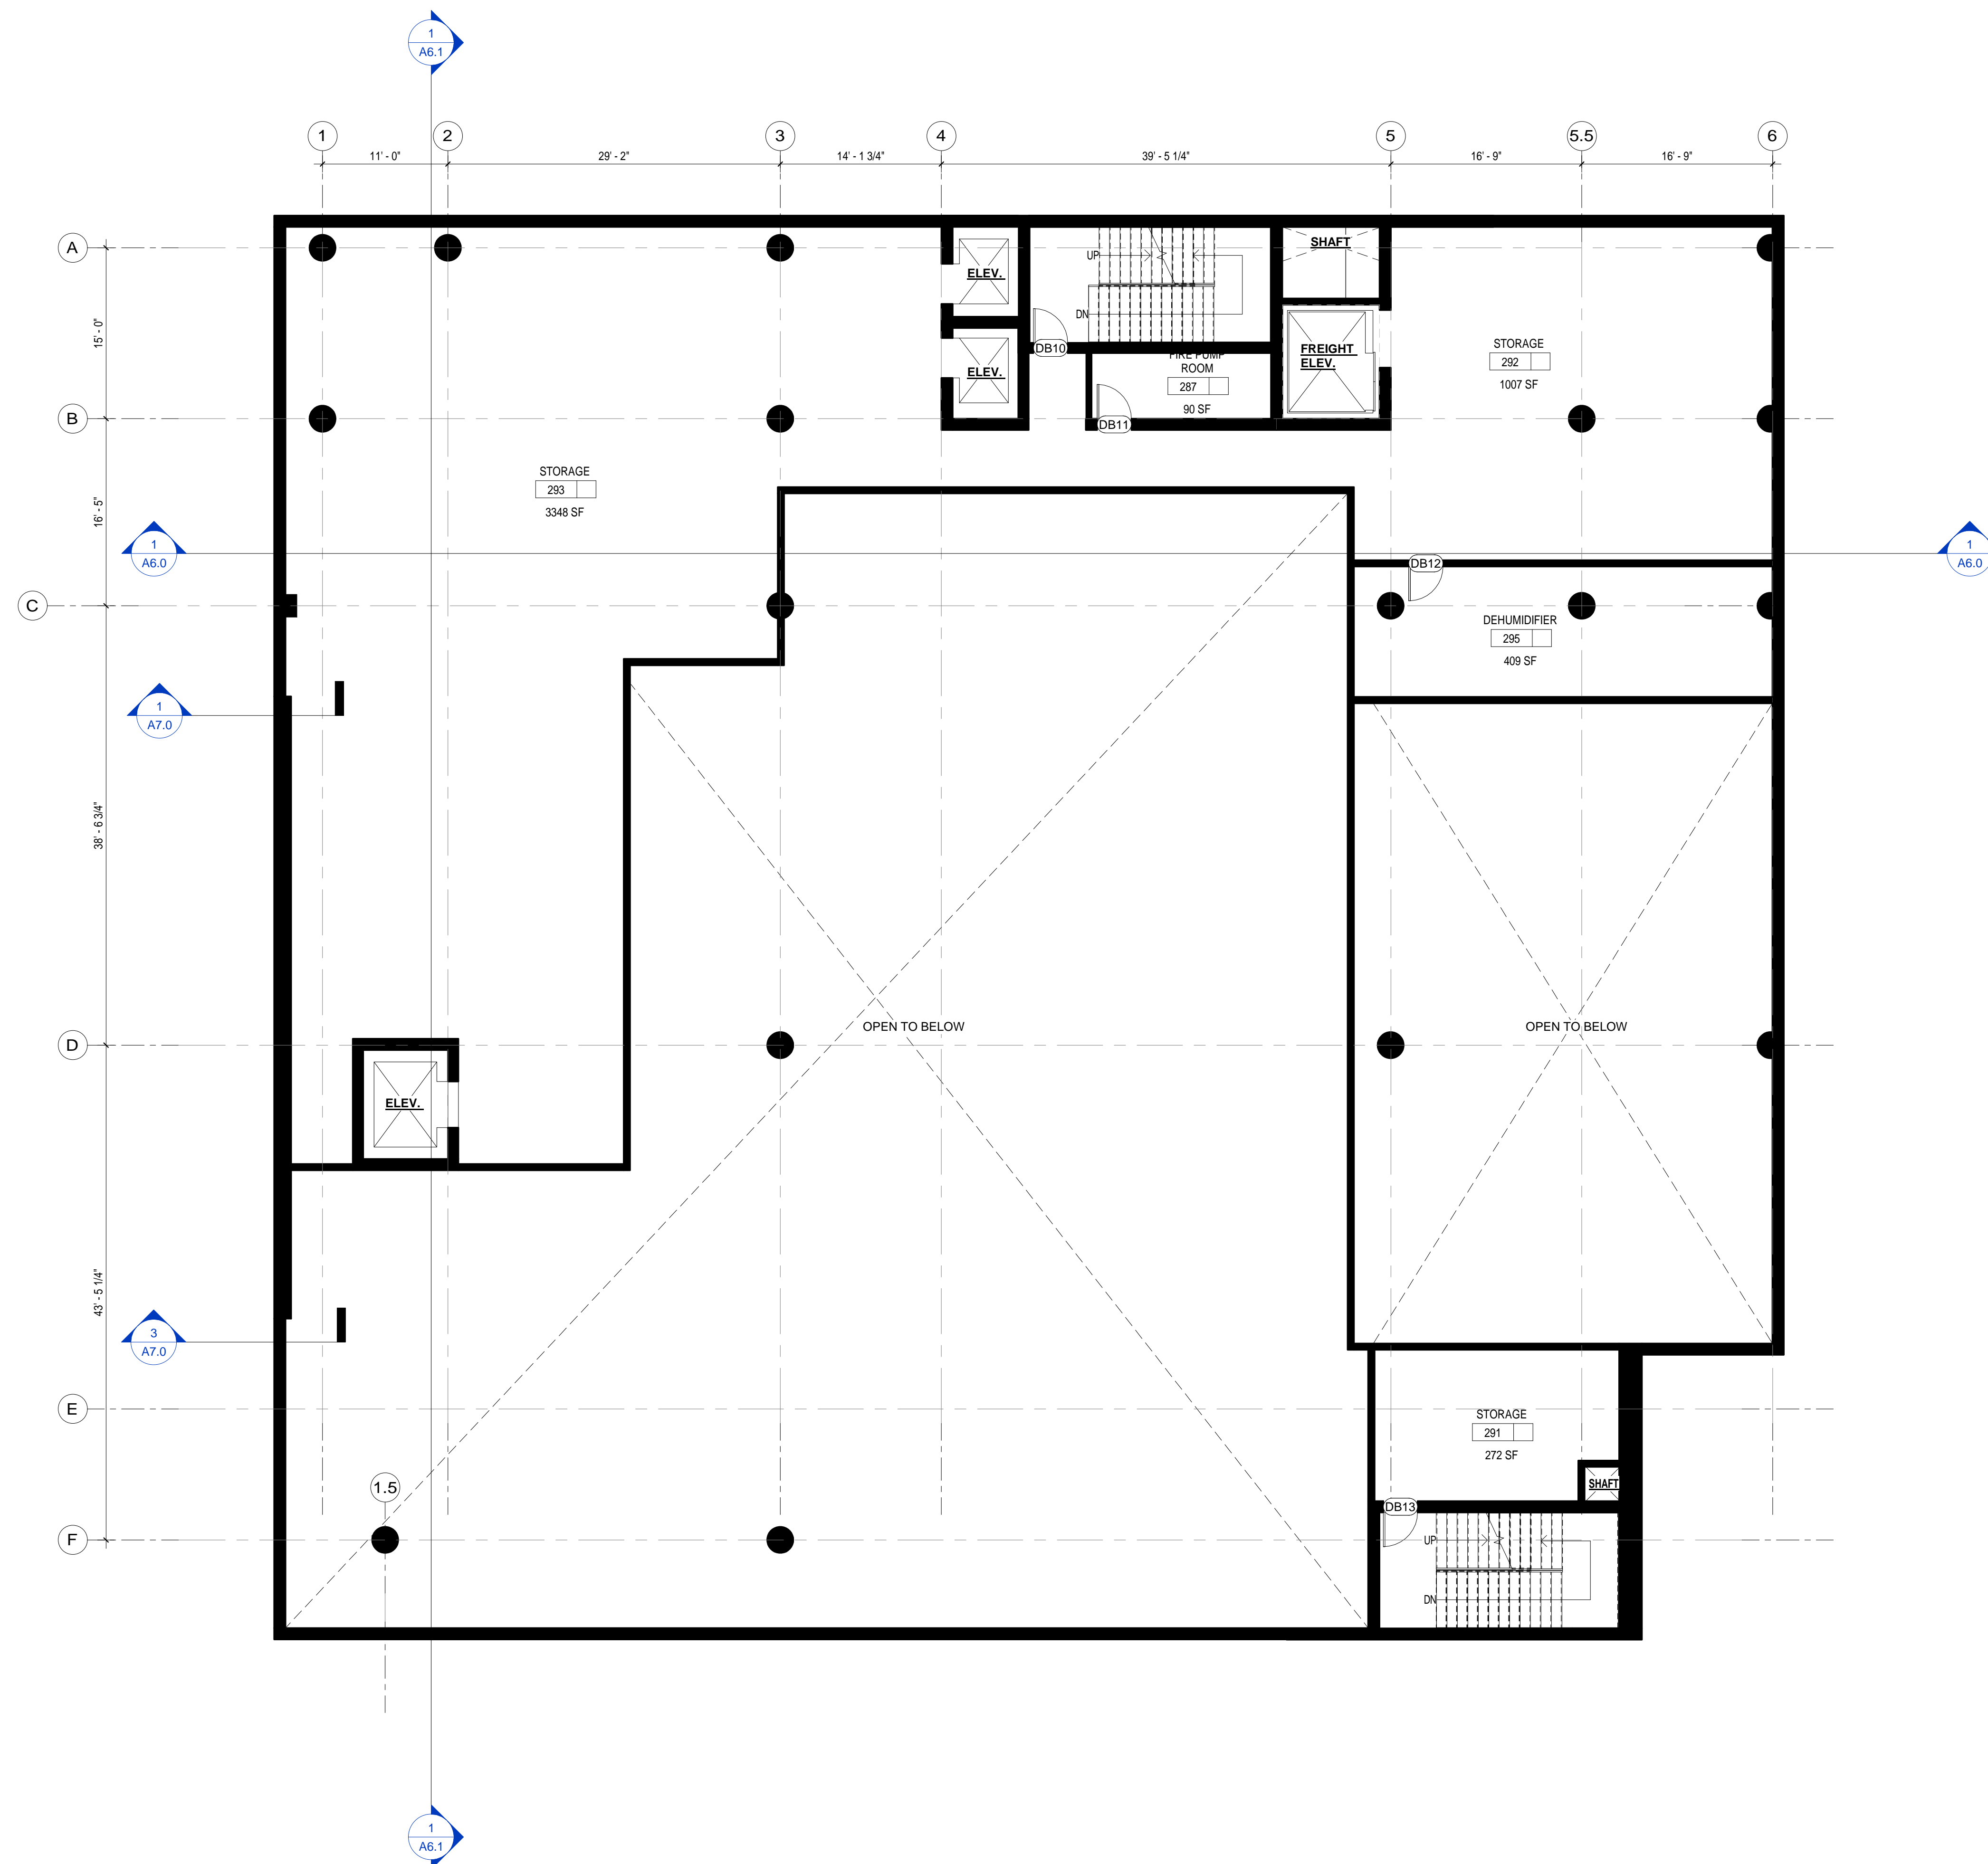 1
A6.1
1
2
3
4
5
5.5
6
11' - 0"
29' - 2"
14' - 1 3/4"
39' - 5 1/4"
16' - 9"
16' - 9"
A
15' - 0"
B
16' - 5"
C
38' - 6 3/4"
D
43' - 5 1/4"
E
F
1.5
ELEV.
ELEV.
UP
DN
DB10
FIRE PUMP
ROOM
287
90 SF
DB11
SHAFT
FREIGHT
ELEV.
STORAGE
292
1007 SF
STORAGE
293
3348 SF
1
A6.0
1
A6.0
DB12
DEHUMIDIFIER
295
409 SF
1
A7.0
OPEN TO BELOW
OPEN TO BELOW
ELEV.
3
A7.0
STORAGE
291
272 SF
SHAFT
DB13
UP
DN
1
A6.1